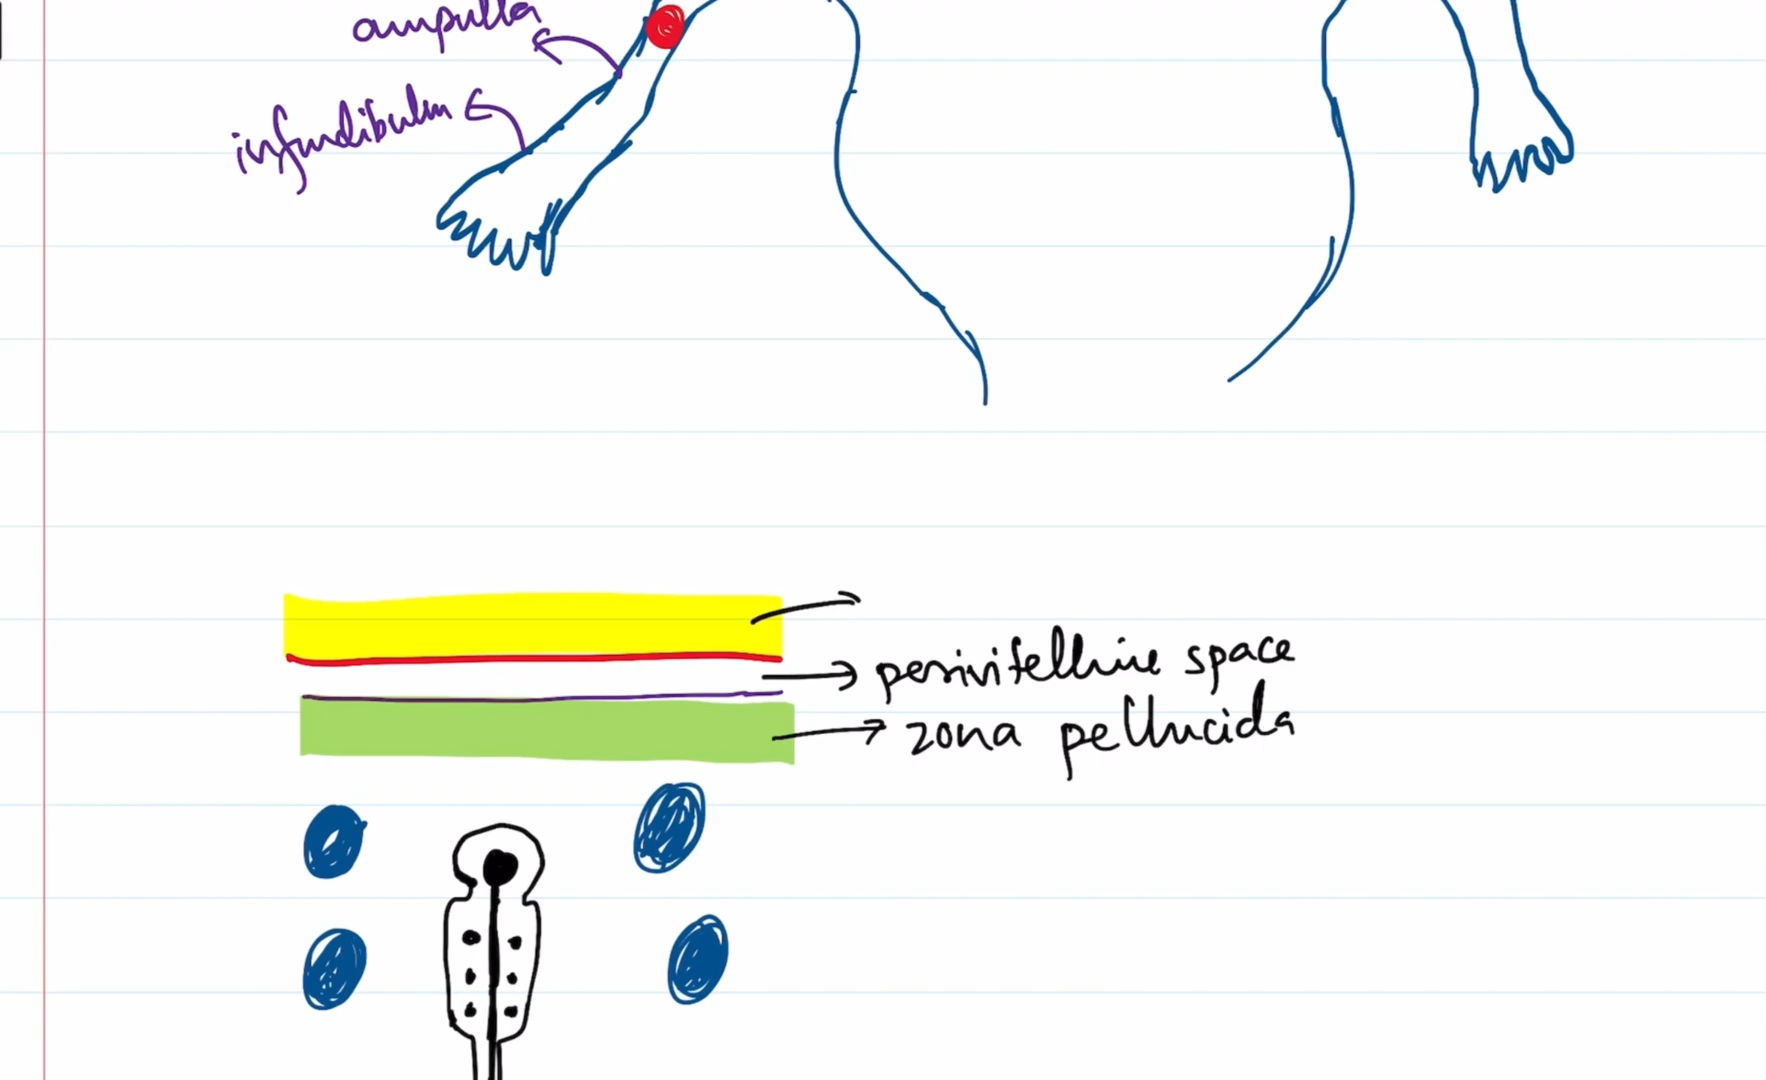 ampulla
infundibulum
perivitelline space
zona pellucida